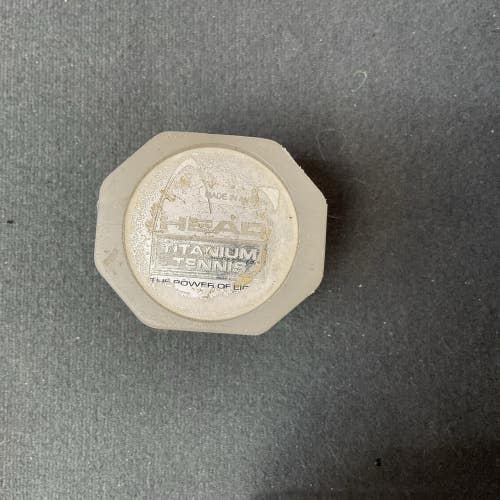 MADE IN
HEAD
TITANIUM
TENNIS
THE POWER OF